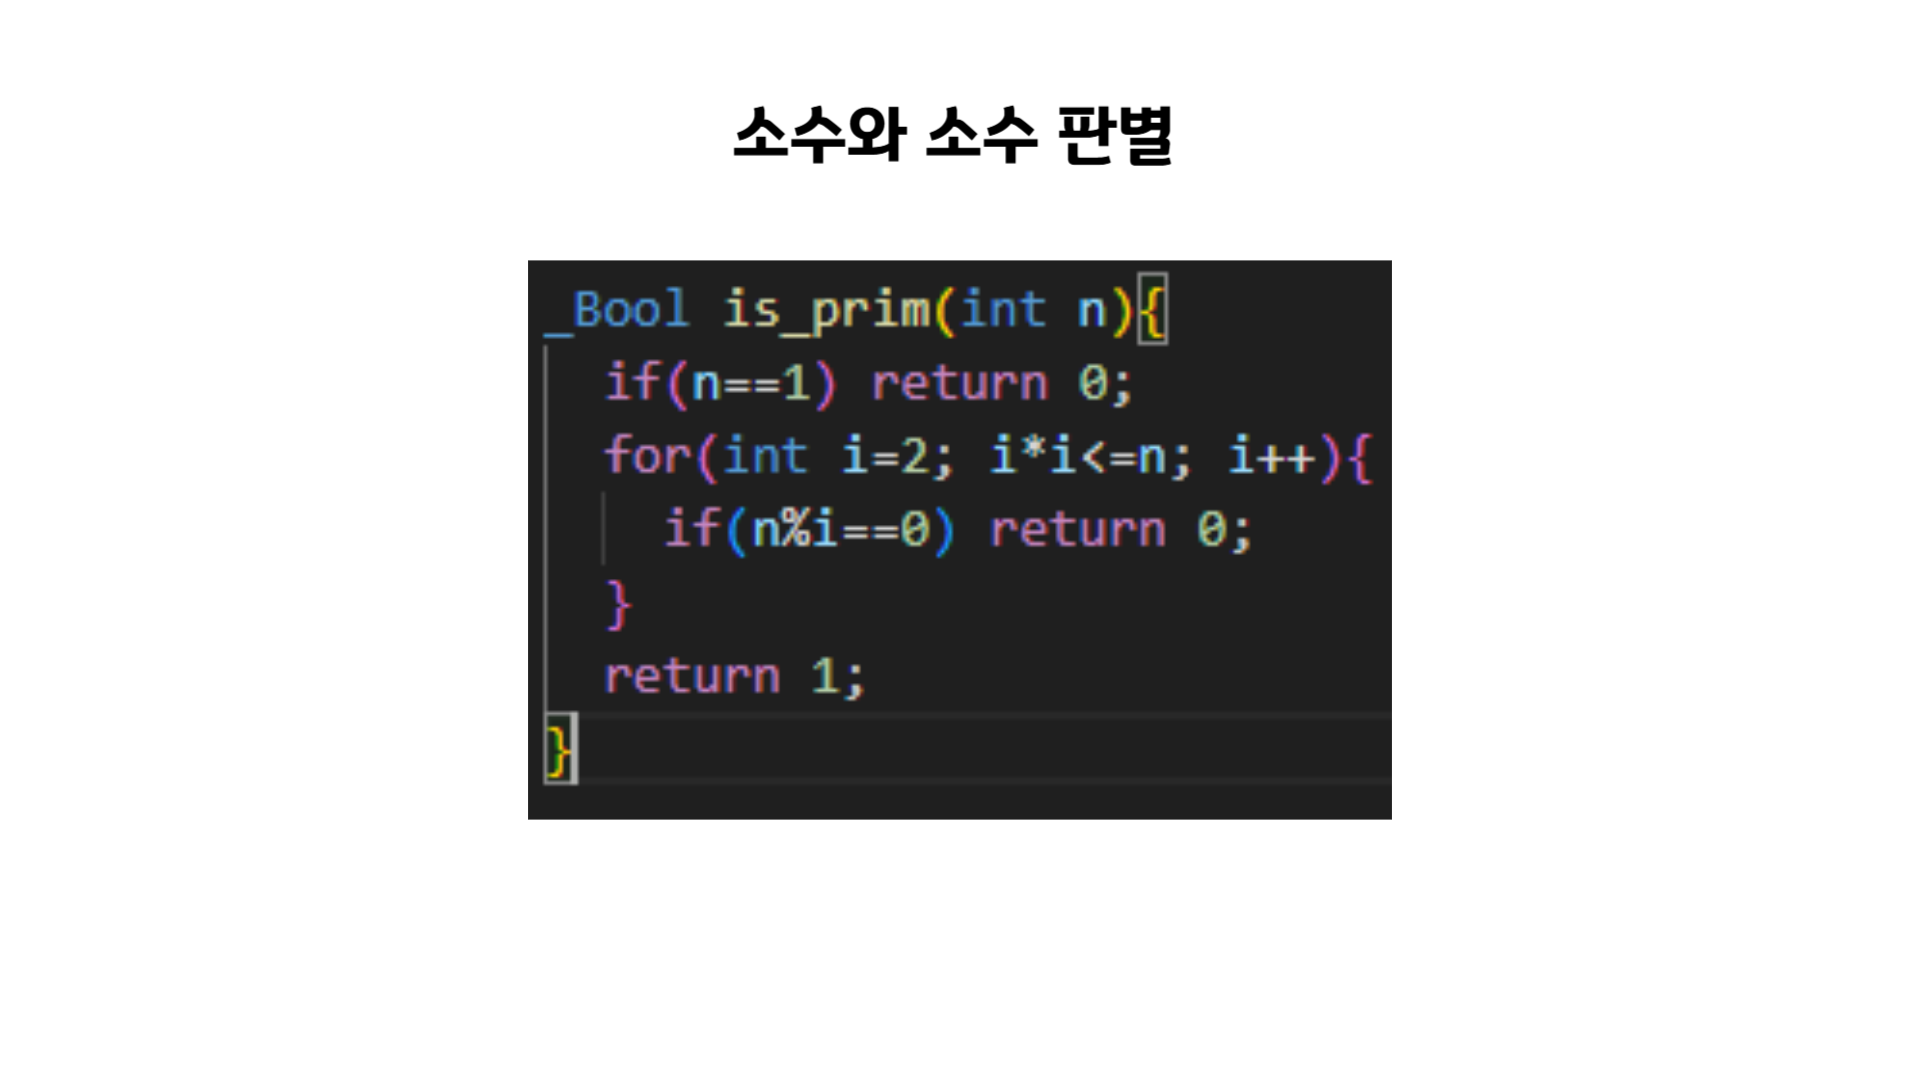 소수와 소수 판별
_Bool is_prim(int n){
if(n==1) return 0;
for(int i=2; i*i<=n; i++){
if(n%i==0) return 0;
}
return 1;
}